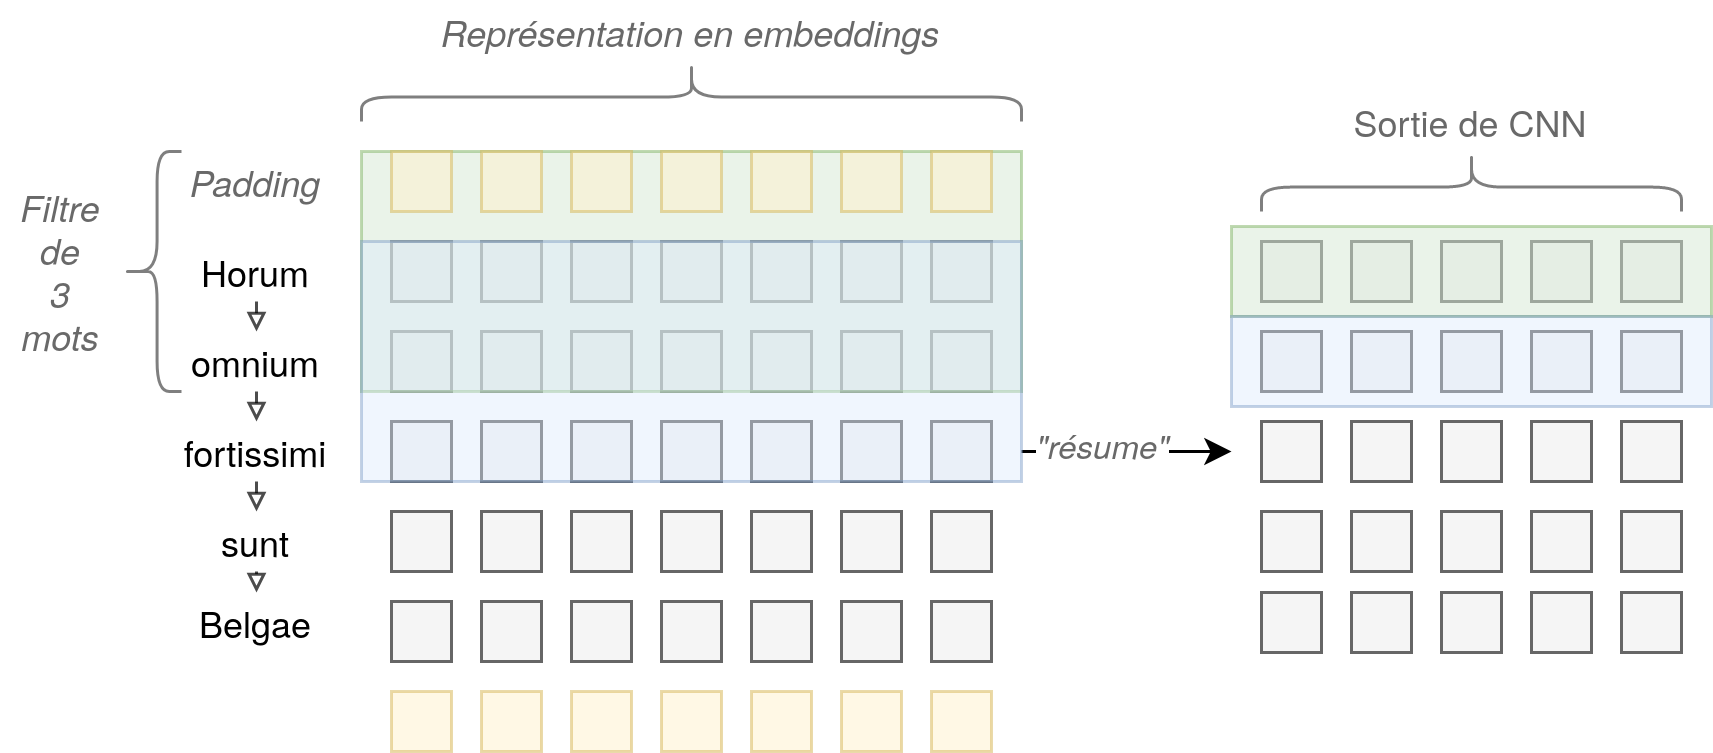 Représentation en embeddings
Sortie de CNN
Filtre
de
3
mots
Padding
Horum
omnium
fortissimi
sunt
Belgae
"résume"